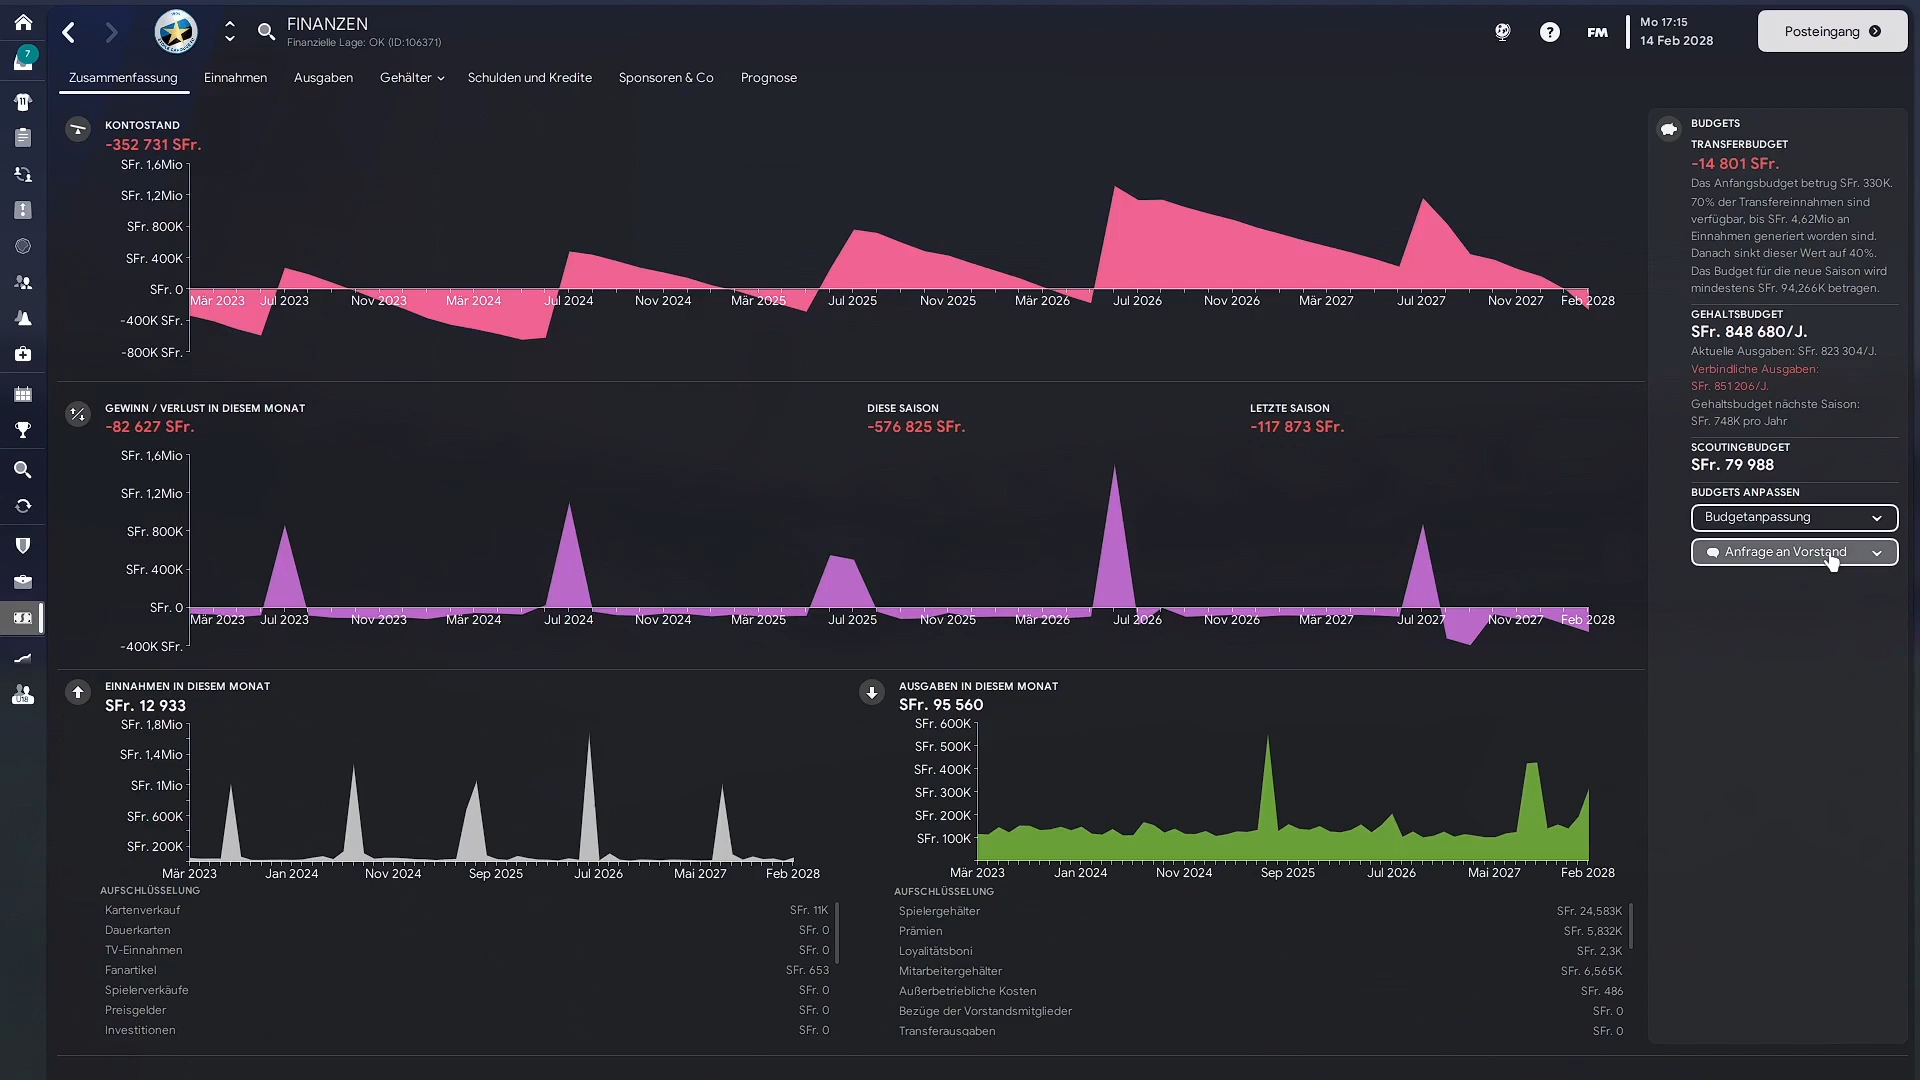 7
FINANZEN
Finanzielle Lage: OK (ID:106371)
FM
Mo 17:15
14 Feb 2028
Posteingang
Zusammenfassung
Einnahmen
Ausgaben
Gehälter
Schulden und Kredite
Sponsoren & Co
Prognose
KONTOSTAND
-352 731 SFr.
SFr. 1,6Mio
SFr. 1,2Mio
SFr. 800K
SFr. 400K
SFr. 0
-400K SFr.
-800K SFr.
Mär 2023 Jul 2023 Nov 2023 Mär 2024 Jul 2024 Nov 2024 Mär 2025 Jul 2025 Nov 2025 Mär 2026 Jul 2026 Nov 2026 Mär 2027 Jul 2027 Nov 2027 Feb 2028
GEWINN / VERLUST IN DIESEM MONAT
-82 627 SFr.
DIESE SAISON
-576 825 SFr.
LETZTE SAISON
-117 873 SFr.
SFr. 1,6Mio
SFr. 1,2Mio
SFr. 800K
SFr. 400K
SFr. 0
-400K SFr.
Mär 2023 Jul 2023 Nov 2023 Mär 2024 Jul 2024 Nov 2024 Mär 2025 Jul 2025 Nov 2025 Mär 2026 Jul 2026 Nov 2026 Mär 2027 Jul 2027 Nov 2027 Feb 2028
EINNAHMEN IN DIESEM MONAT
SFr. 12 933
SFr. 1,8Mio
SFr. 1,4Mio
SFr. 1Mio
SFr. 600K
SFr. 200K
Mär 2023 Jan 2024 Nov 2024 Sep 2025 Jul 2026 Mai 2027 Feb 2028
AUFSCHLÜSSELUNG
Kartenverkauf SFr. 11K
Dauerkarten SFr. 0
TV-Einnahmen SFr. 0
Fanartikel SFr. 653
Spielerverkäufe SFr. 0
Preisgelder SFr. 0
Investitionen SFr. 0
AUSGABEN IN DIESEM MONAT
SFr. 95 560
SFr. 600K
SFr. 500K
SFr. 400K
SFr. 300K
SFr. 200K
SFr. 100K
Mär 2023 Jan 2024 Nov 2024 Sep 2025 Jul 2026 Mai 2027 Feb 2028
AUFSCHLÜSSELUNG
Spielergehälter SFr. 24,583K
Prämien SFr. 5,832K
Loyalitätsboni SFr. 2,3K
Mitarbeitergehälter SFr. 6,565K
Außerbetriebliche Kosten SFr. 486
Bezüge der Vorstandsmitglieder SFr. 0
Transferausgaben SFr. 0
BUDGETS
TRANSFERBUDGET
-14 801 SFr.
Das Anfangsbudget betrug SFr. 330K.
70% der Transfereinnahmen sind
verfügbar, bis SFr. 4,62Mio an
Einnahmen generiert worden sind.
Danach sinkt dieser Wert auf 40%.
Das Budget für die neue Saison wird
mindestens SFr. 94,266K betragen.
GEHALTSBUDGET
SFr. 848 680/J.
Aktuelle Ausgaben: SFr. 823 304/J.
Verbindliche Ausgaben:
SFr. 851 206/J.
Gehaltsbudget nächste Saison:
SFr. 748K pro Jahr
SCOUTINGBUDGET
SFr. 79 988
BUDGETS ANPASSEN
Budgetanpassung
Anfrage an Vorstand
11
U18